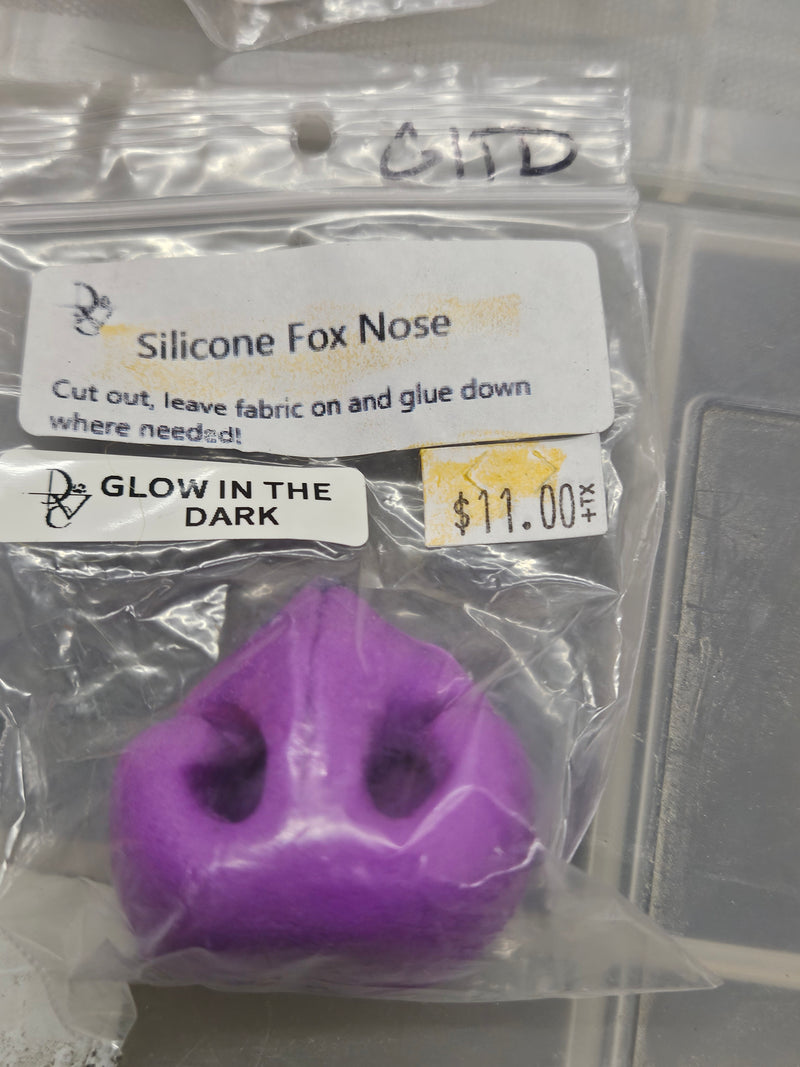 GITD
Silicone Fox Nose
Cut out, leave fabric on and glue down
where needed!
GLOW IN THE
DARK
$11.00+TX